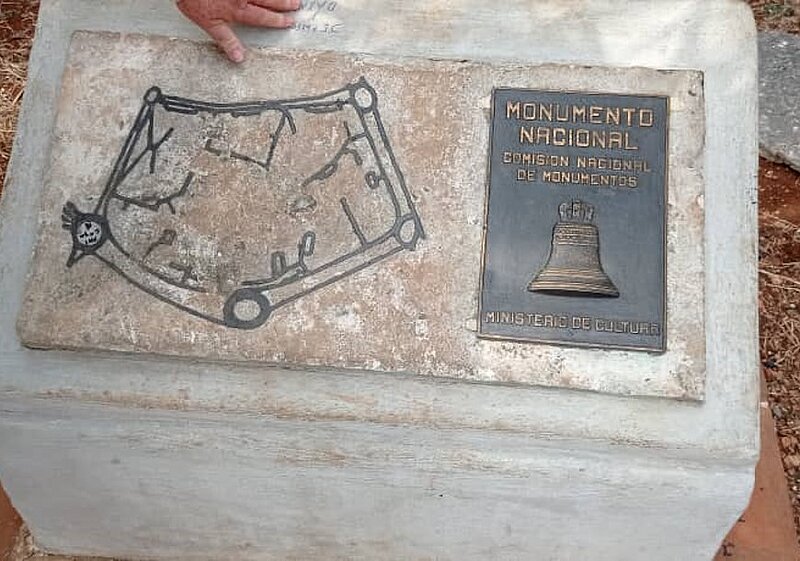 MONUMENTO
NACIONAL
COMISION NACIONAL
DE MONUMENTOS
MINISTERIO DE CULTURA